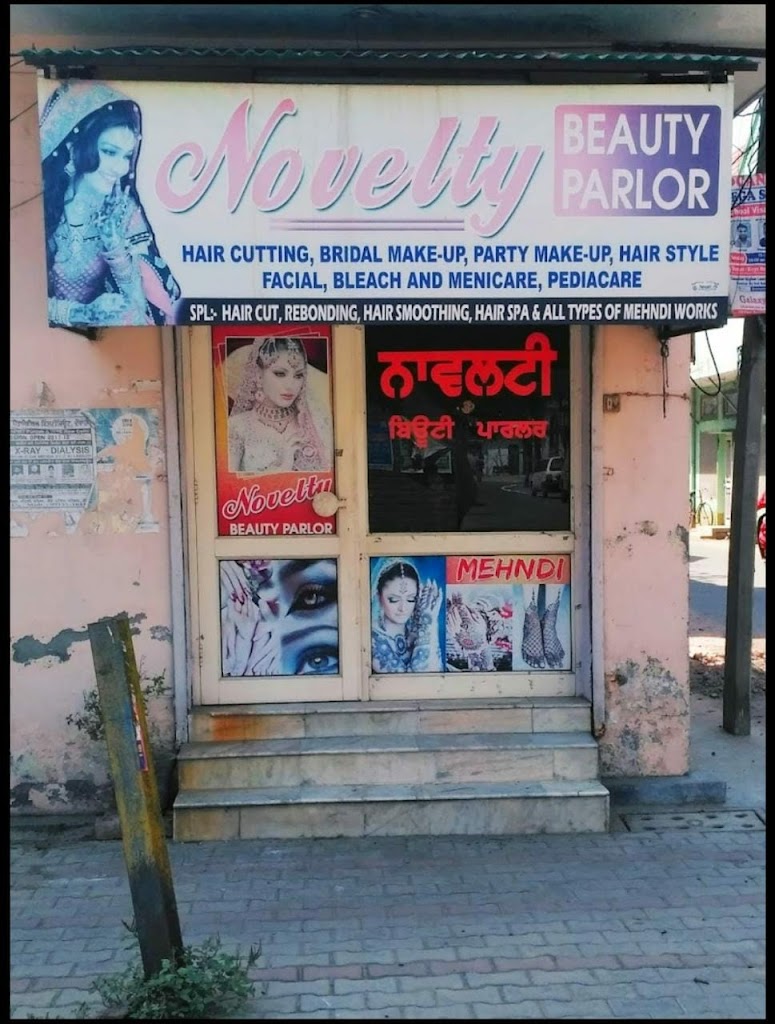 Novelty
BEAUTY
PARLOR
HAIR CUTTING, BRIDAL MAKE-UP, PARTY MAKE-UP, HAIR STYLE
FACIAL, BLEACH AND MENICARE, PEDIACARE
SPL:- HAIR CUT, REBONDING, HAIR SMOOTHING, HAIR SPA & ALL TYPES OF MEHNDI WORKS
ਨਾਵਲਟੀ
ਬਿਊਟੀ ਪਾਰਲਰ
Novelty
BEAUTY PARLOR
MEHNDI
X-RAY DIALYSIS